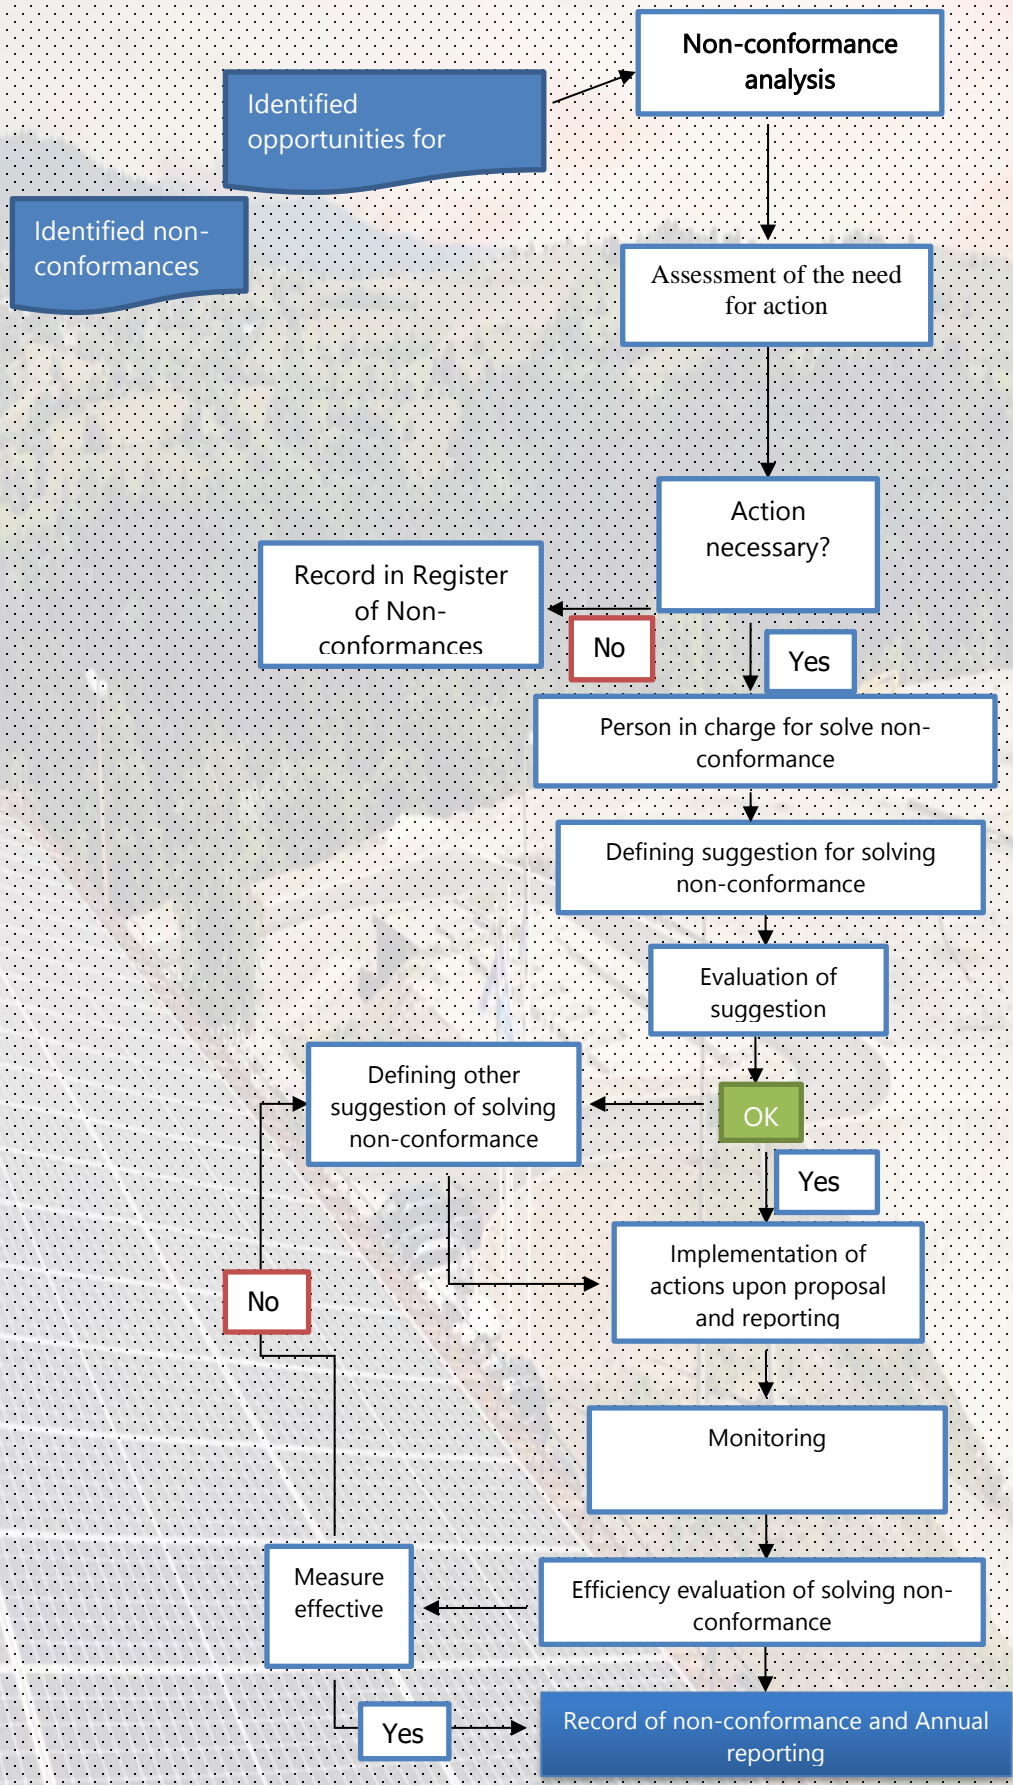 Non-conformance
analysis
Identified
opportunities for
Identified non-
conformances
Assessment of the need
for action
Action
necessary?
Record in Register
of Non-
conformances
No
Yes
Person in charge for solve non-
conformance
Defining suggestion for solving
non-conformance
Evaluation of
suggestion
Defining other
suggestion of solving
non-conformance
OK
Yes
Implementation of
actions upon proposal
and reporting
No
Monitoring
Measure
effective
Efficiency evaluation of solving non-
conformance
Yes
Record of non-conformance and Annual
reporting